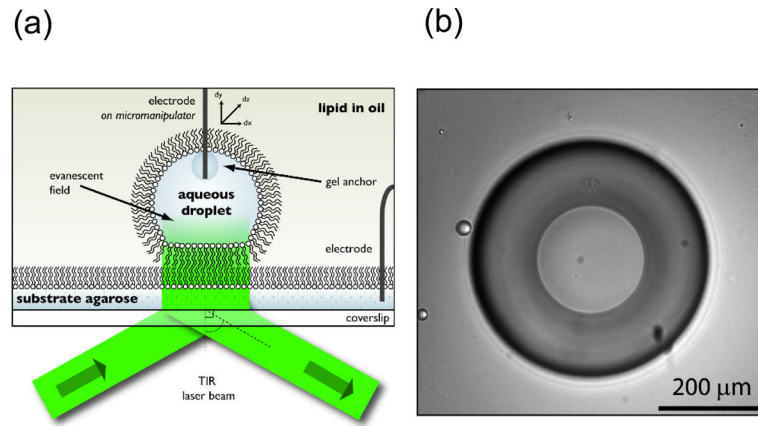 (a)
(b)
electrode
on micromanipulator
dy
dz
dx
lipid in oil
evanescent
field
gel anchor
aqueous
droplet
electrode
substrate agarose
coverslip
TIR
laser beam
200 μm